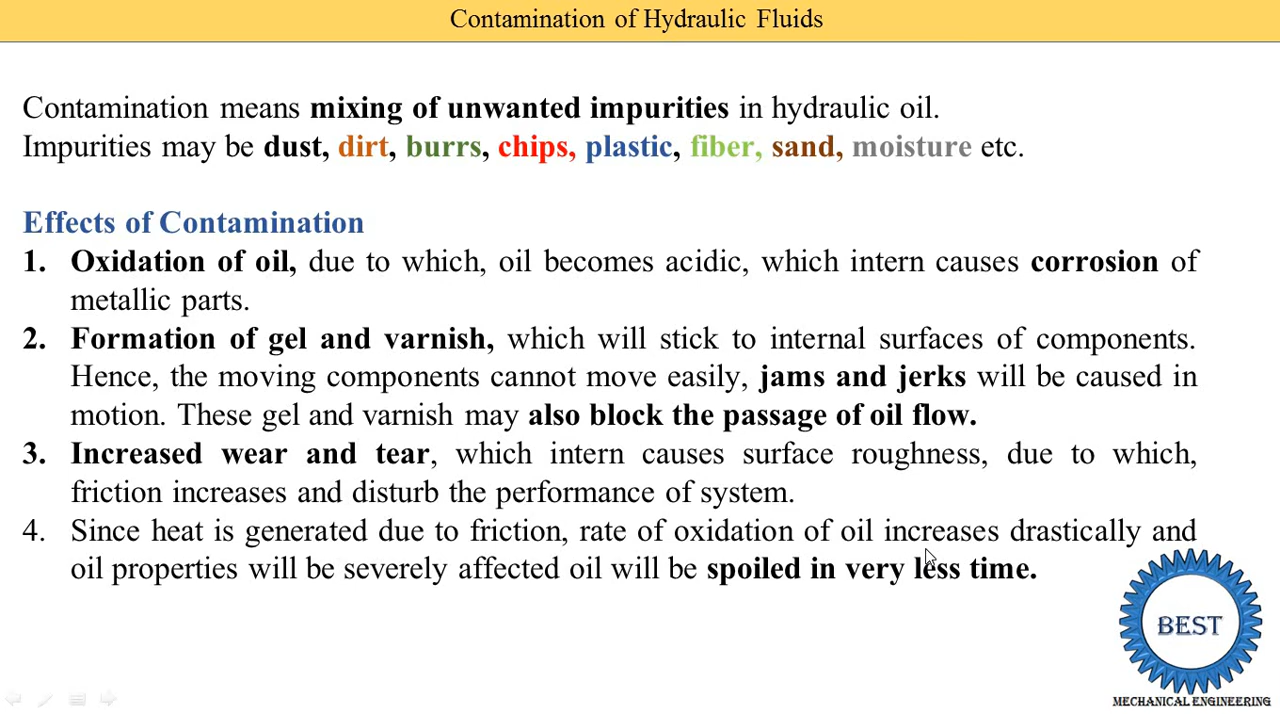 Contamination of Hydraulic Fluids
Contamination means mixing of unwanted impurities in hydraulic oil.
Impurities may be dust, dirt, burrs, chips, plastic, fiber, sand, moisture etc.
Effects of Contamination
1. Oxidation of oil, due to which, oil becomes acidic, which intern causes corrosion of
metallic parts.
2. Formation of gel and varnish, which will stick to internal surfaces of components.
Hence, the moving components cannot move easily, jams and jerks will be caused in
motion. These gel and varnish may also block the passage of oil flow.
3. Increased wear and tear, which intern causes surface roughness, due to which,
friction increases and disturb the performance of system.
4. Since heat is generated due to friction, rate of oxidation of oil increases drastically and
oil properties will be severely affected oil will be spoiled in very less time.
BEST
MECHANICAL ENGINEERING